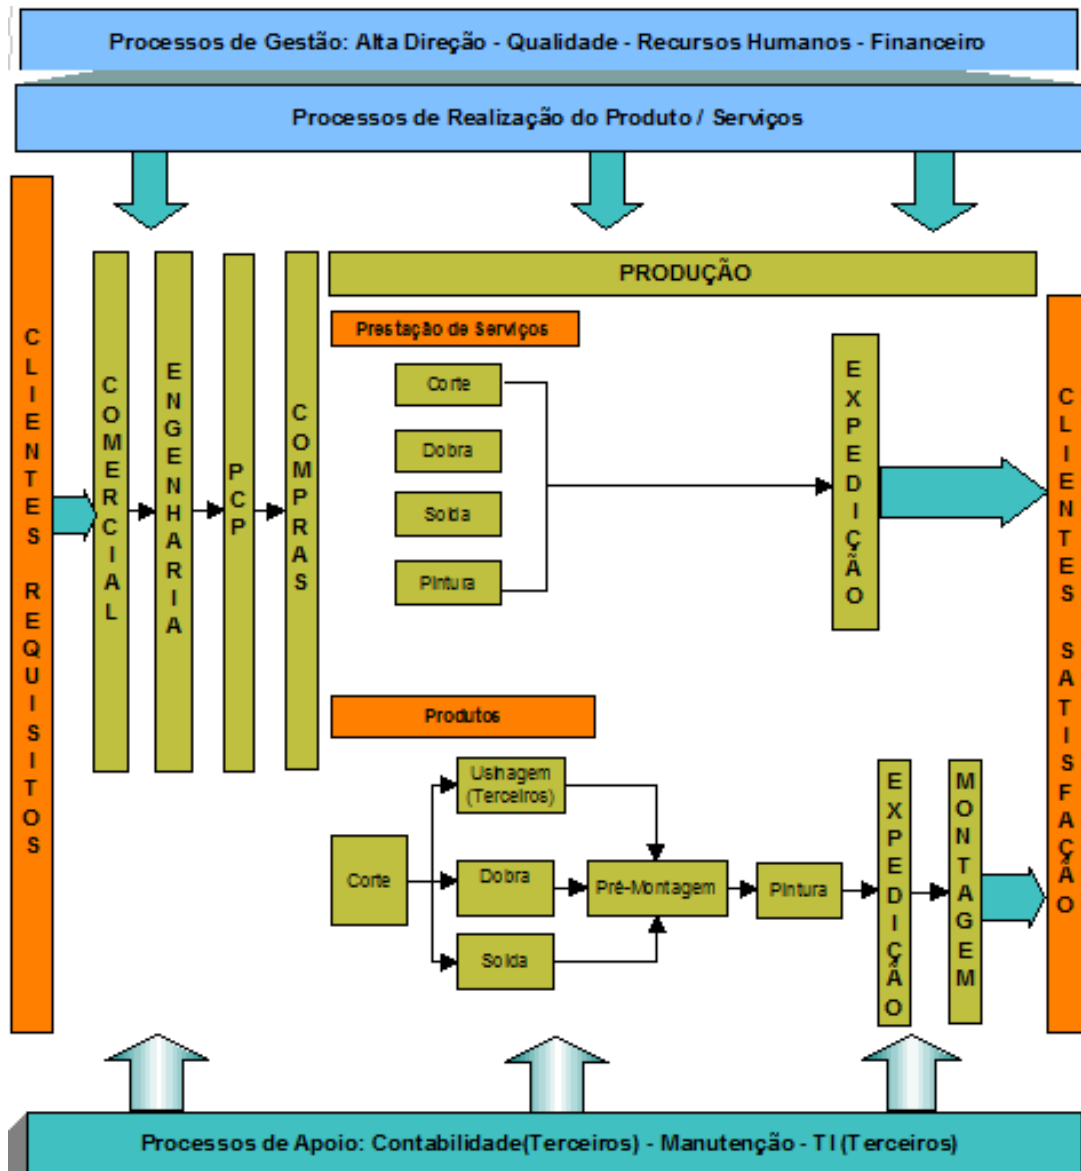 Processos de Gestão: Alta Direção - Qualidade - Recursos Humanos - Financeiro
Processos de Realização do Produto / Serviços
CLIENTES REQUISITOS
COMERCIAL
ENGENHARIA
PCP
COMPRAS
PRODUÇÃO
Prestação de Serviços
Corte
Dobra
Solda
Pintura
EXPEDIÇÃO
CLIENTES SATISFAÇÃO
Produtos
Corte
Usinagem
(Terceiros)
Dobra
Solda
Pré-Montagem
Pintura
EXPEDIÇÃO
MONTAGEM
Processos de Apoio: Contabilidade(Terceiros) - Manutenção - TI (Terceiros)